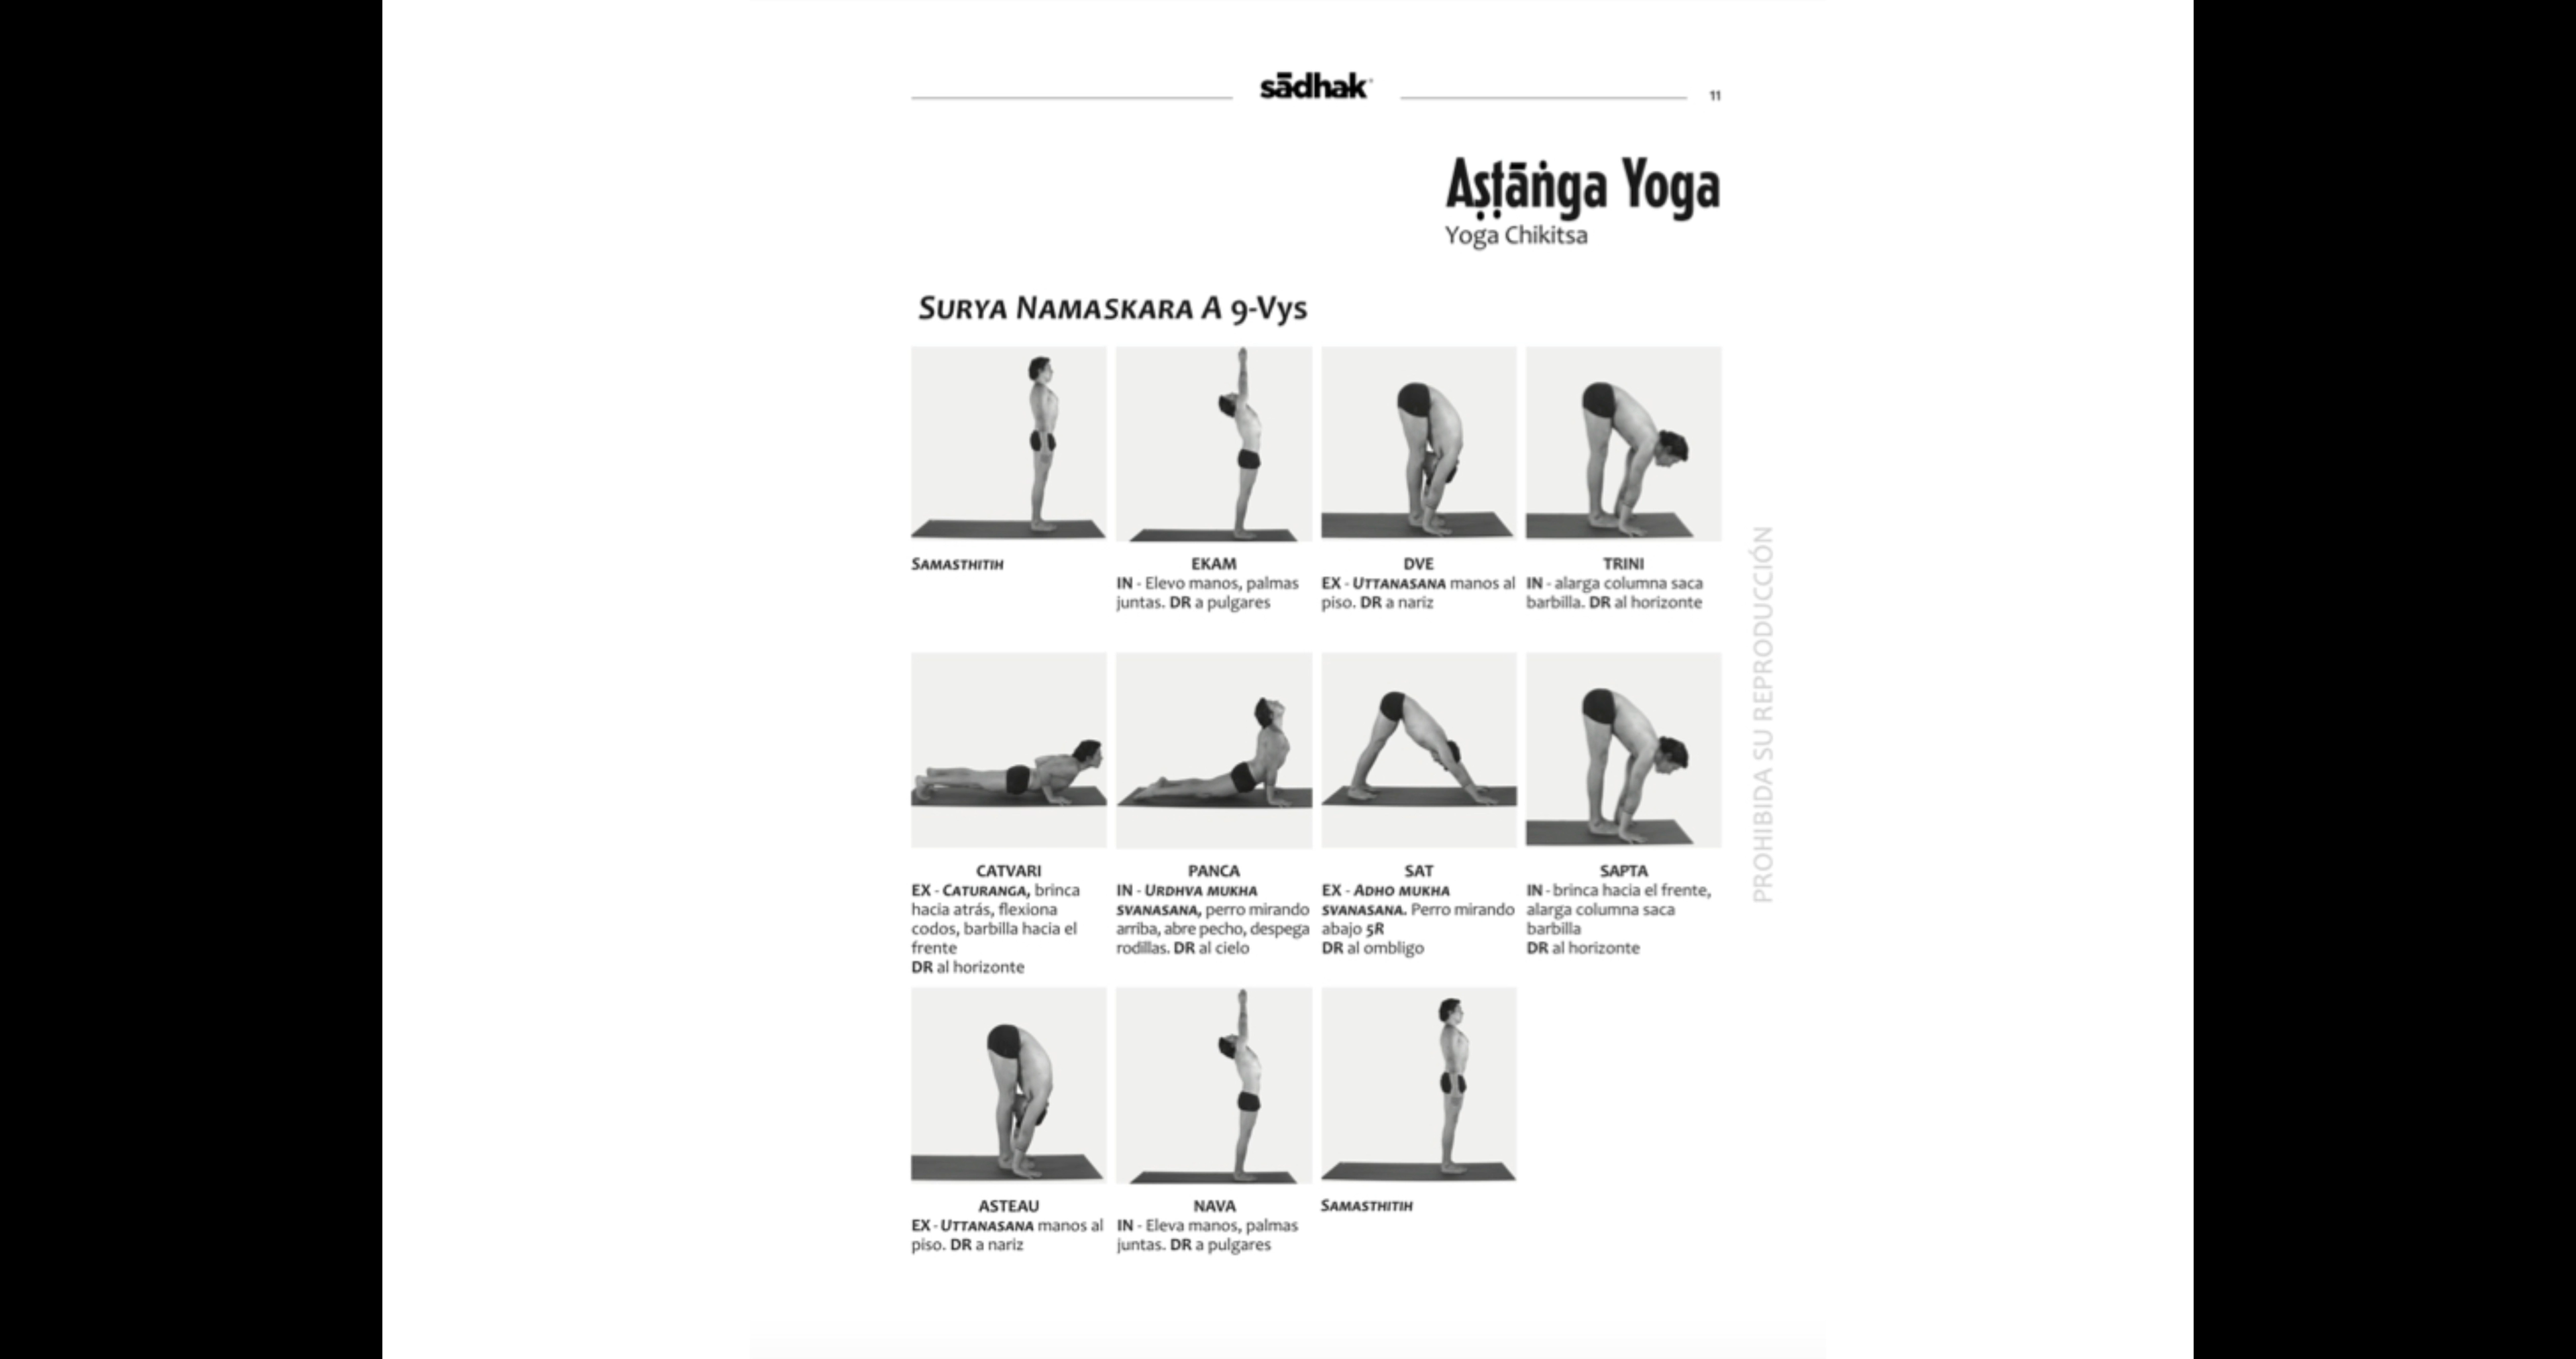 sādhak
11
Aṣṭāṅga Yoga
Yoga Chikitsa
SURYA NAMASKARA A 9-Vys
SAMASTHITIH
EKAM
IN - Elevo manos, palmas
juntas. DR a pulgares
DVE
EX - UTTANASANA manos al
piso. DR a nariz
TRINI
IN - alarga columna saca
barbilla. DR al horizonte
CATVARI
EX - CATURANGA, brinca
hacia atrás, flexiona
codos, barbilla hacia el
frente
DR al horizonte
PANCA
IN - URDHVA MUKHA
SVANASANA, perro mirando
arriba, abre pecho, despega
rodillas. DR al cielo
SAT
EX - ADHO MUKHA
SVANASANA. Perro mirando
abajo 5R
DR al ombligo
SAPTA
IN - brinca hacia el frente,
alarga columna saca
barbilla
DR al horizonte
ASTEAU
EX - UTTANASANA manos al
piso. DR a nariz
NAVA
IN - Eleva manos, palmas
juntas. DR a pulgares
SAMASTHITIH
PROHIBIDA SU REPRODUCCIÓN